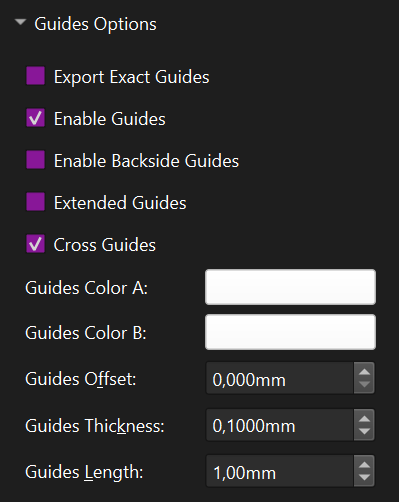 Guides Options
Export Exact Guides
Enable Guides
Enable Backside Guides
Extended Guides
Cross Guides
Guides Color A:
Guides Color B:
Guides Offset: 0,000mm
Guides Thickness: 0,1000mm
Guides Length: 1,00mm